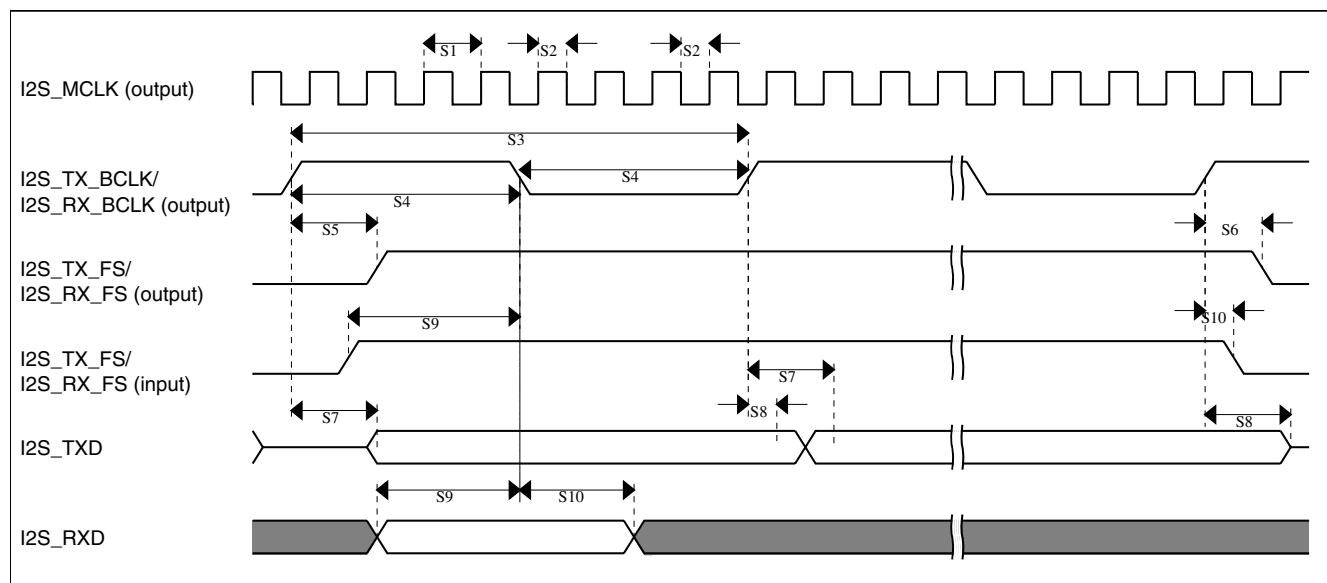 S1
S2
S2
I2S_MCLK (output)
S3
I2S_TX_BCLK/
I2S_RX_BCLK (output)
S4
S4
S5
S6
I2S_TX_FS/
I2S_RX_FS (output)
S9
S10
I2S_TX_FS/
I2S_RX_FS (input)
S7
S7
S8
S8
I2S_TXD
S9
S10
I2S_RXD